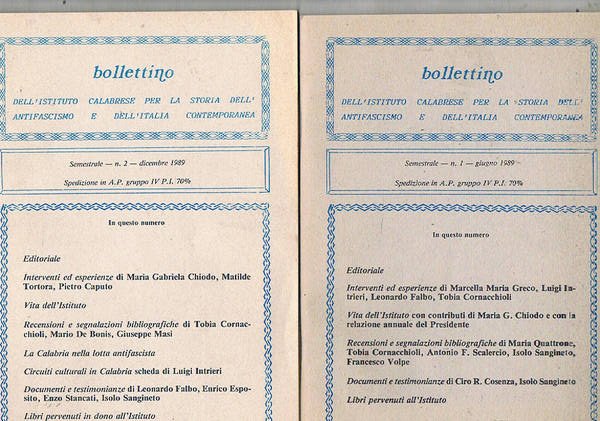 bollettino
DELL'ISTITUTO CALABRESE PER LA STORIA DELL'
ANTIFASCISMO E DELL'ITALIA CONTEMPORANEA
Semestrale — n. 2 — dicembre 1989
Spedizione in A.P. gruppo IV P.I. 70%
In questo numero
Editoriale
Interventi ed esperienze di Maria Gabriela Chiodo, Matilde
Tortora, Pietro Caputo
Vita dell'Istituto
Recensioni e segnalazioni bibliografiche di Tobia Cornac-
chioli, Mario De Bonis, Giuseppe Masi
La Calabria nella lotta antifascista
Circuiti culturali in Calabria scheda di Luigi Intrieri
Documenti e testimonianze di Leonardo Falbo, Enrico Espo-
sito, Enzo Stancati, Isolo Sangineto
Libri pervenuti in dono all'Istituto
bollettino
DELL'ISTITUTO CALABRESE PER LA STORIA DELL'
ANTIFASCISMO E DELL'ITALIA CONTEMPORANEA
Semestrale — n. 1 — giugno 1989
Spedizione in A.P. gruppo IV P.I. 70%
In questo numero
Editoriale
Interventi ed esperienze di Marcella Maria Greco, Luigi In-
trieri, Leonardo Falbo, Tobia Cornacchioli
Vita dell'Istituto con contributi di Maria G. Chiodo e con la
relazione annuale del Presidente
Recensioni e segnalazioni bibliografiche di Maria Quattrone,
Tobia Cornacchioli, Antonio F. Scalercio, Isolo Sangineto,
Francesco Volpe
Documenti e testimonianze di Ciro R. Cosenza, Isolo Sangineto
Libri pervenuti all'Istituto